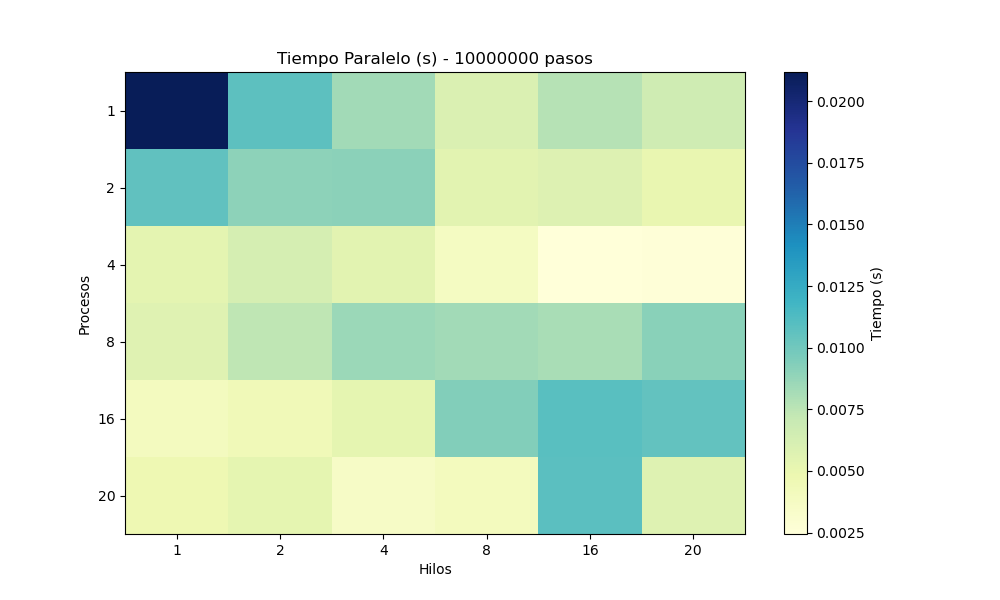 Tiempo Paralelo (s) - 10000000 pasos
Procesos
1
2
4
8
16
20
1 2 4 8 16 20
Hilos
0.0200
0.0175
0.0150
0.0125
0.0100
0.0075
0.0050
0.0025
Tiempo (s)